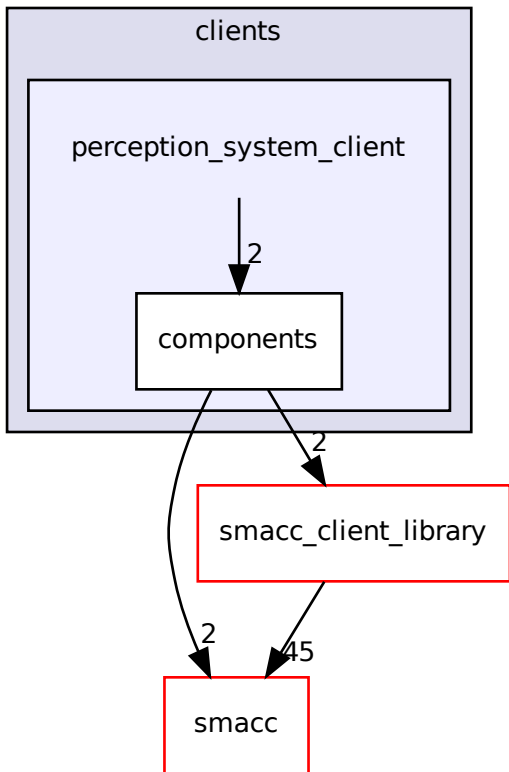 clients
perception_system_client
2
components
2
smacc_client_library
2
45
smacc